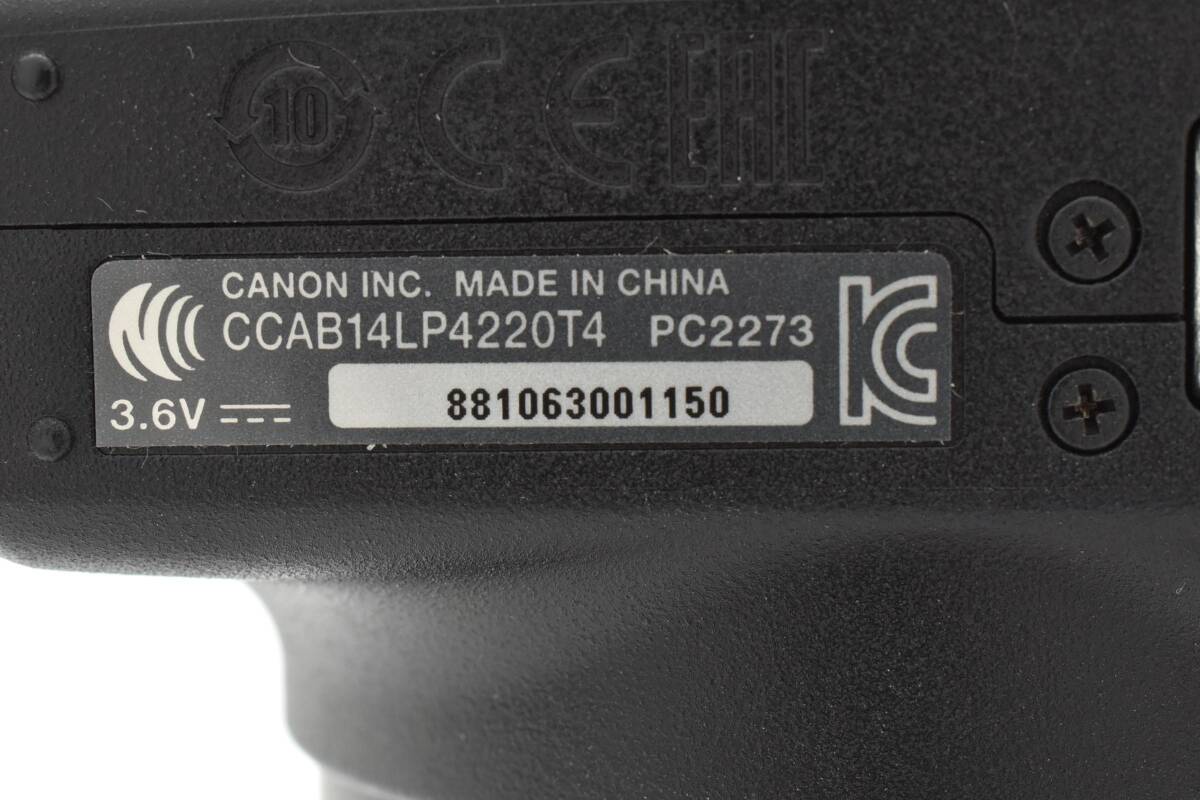 10 CE EAC
CANON INC. MADE IN CHINA
CCAB14LP4220T4 PC2273
3.6V
881063001150